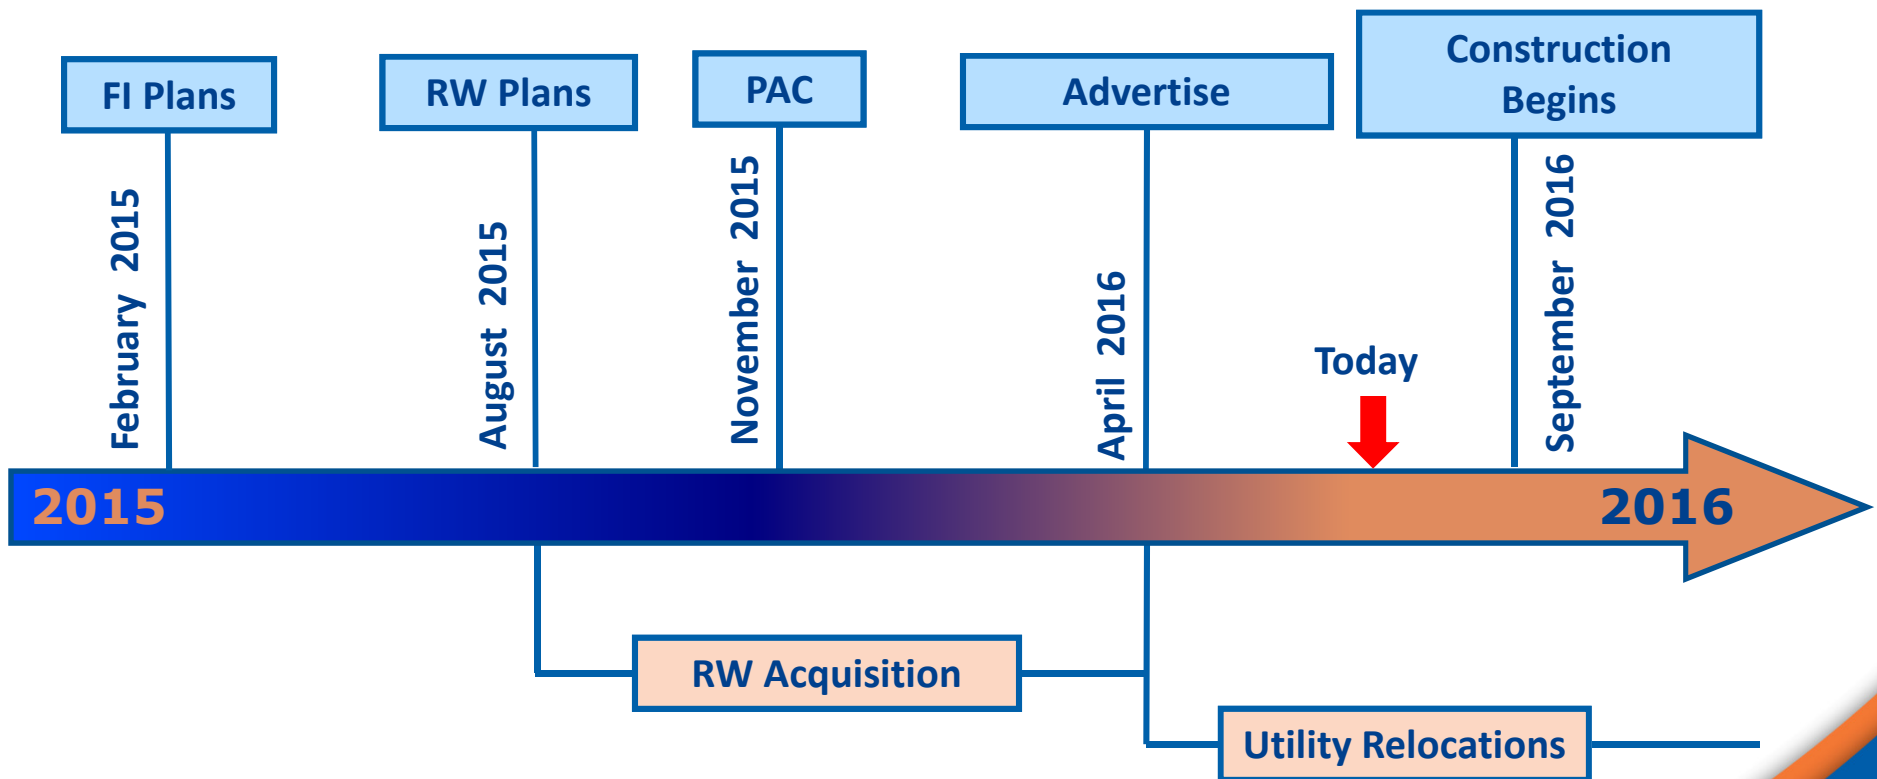 FI Plans
RW Plans
PAC
Advertise
Construction
Begins
February 2015
August 2015
November 2015
April 2016
September 2016
Today
2015
2016
RW Acquisition
Utility Relocations